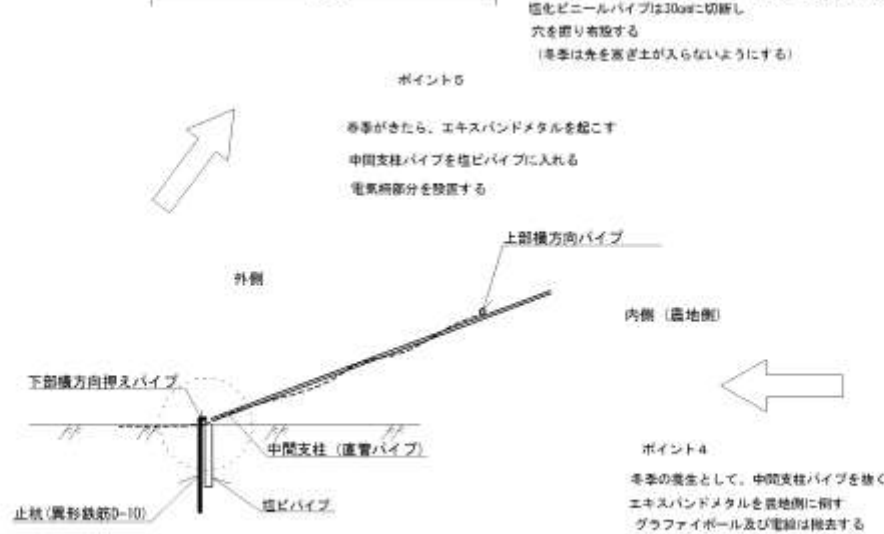 塩化ビニールパイプは30cmに切断し
穴を掘り布設する
(冬季は先を塞ぎ土が入らないようにする)
ポイント5
春季がきたら、エキスパンドメタルを起こす
中間支柱パイプを塩ビパイプに入れる
電気柵部分を設置する
上部横方向パイプ
外側
内側（農地側）
下部横方向押えパイプ
中間支柱（直管パイプ）
ポイント4
冬季の養生として、中間支柱パイプを抜く
エキスパンドメタルを農地側に倒す
グラファイポール及び電線は撤去する
塩ビパイプ
止杭(異形鉄筋D-10)